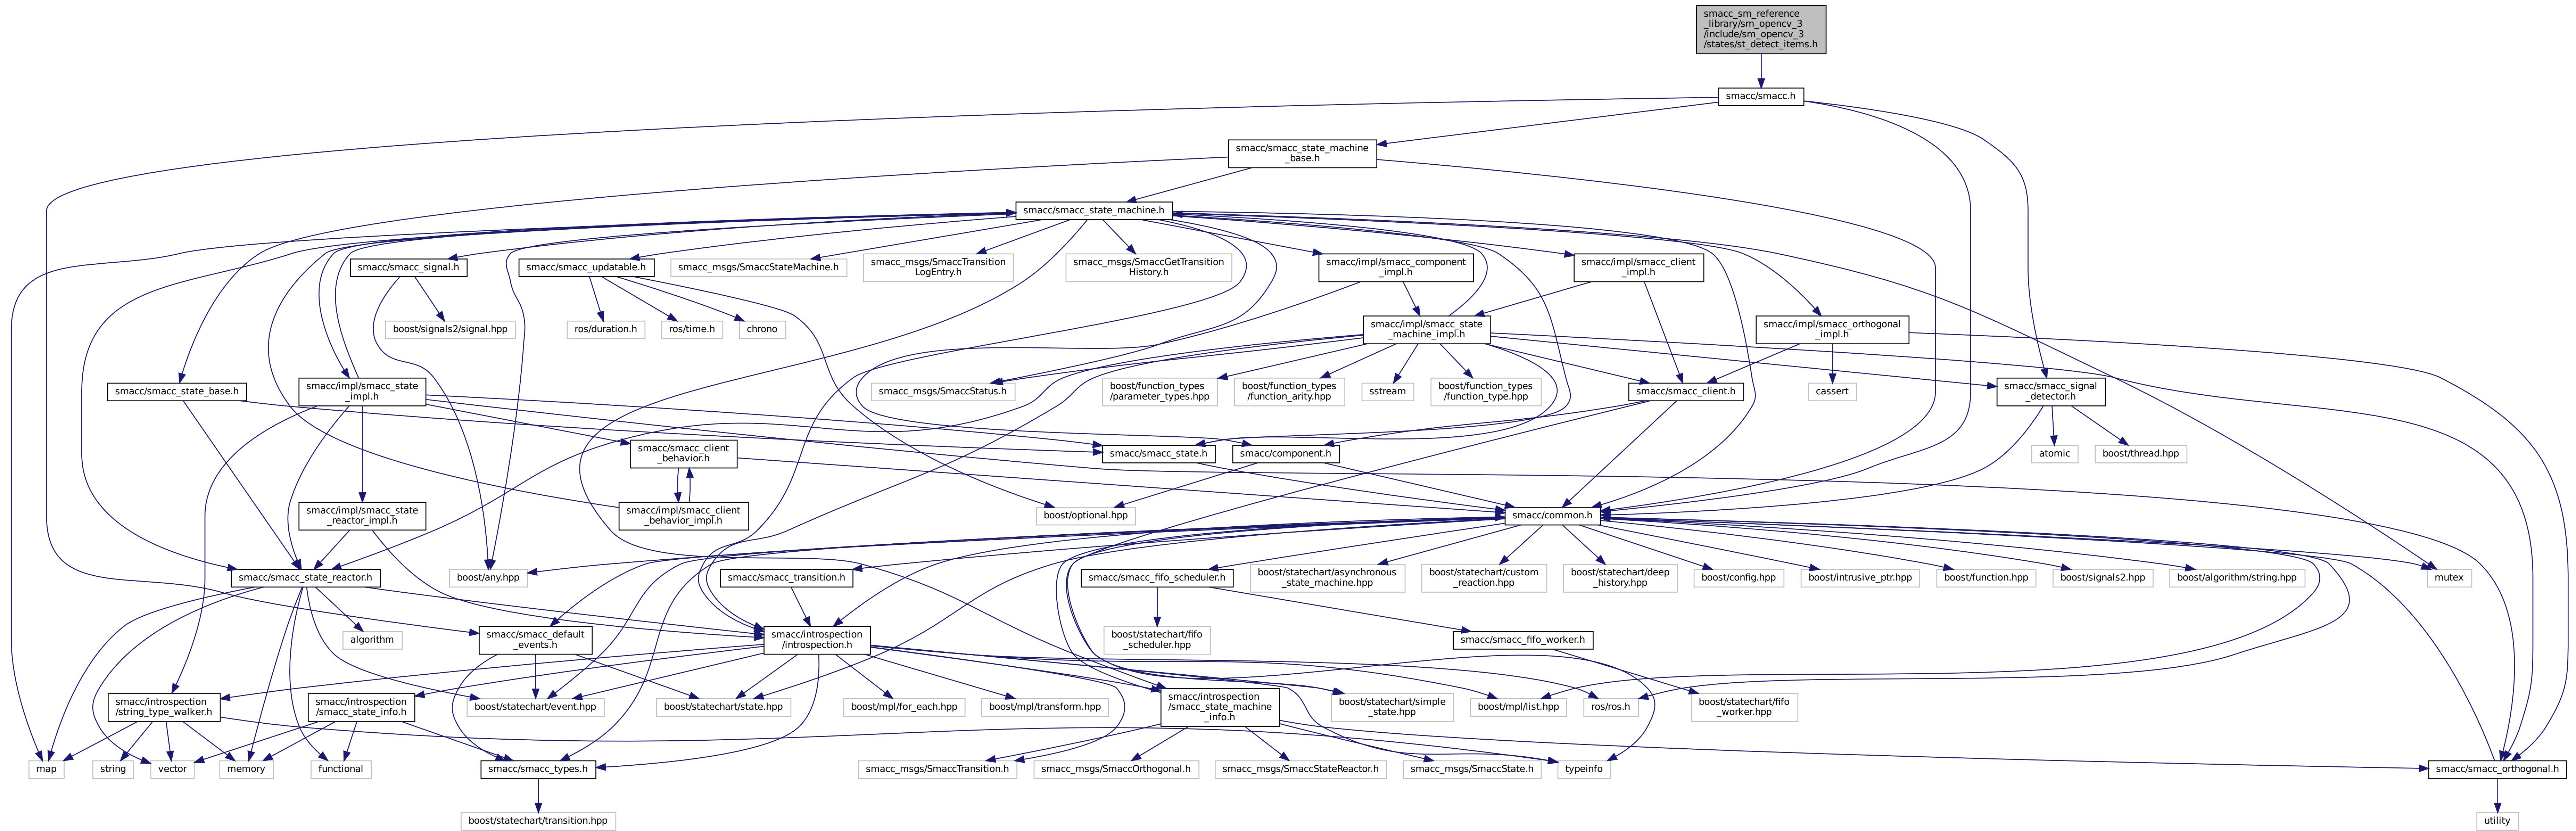 smacc_sm_reference
_library/sm_opencv_3
/include/sm_opencv_3
/states/st_detect_items.h
smacc/smacc.h
smacc/smacc_state_machine
_base.h
smacc/smacc_state_machine.h
smacc/smacc_signal.h
smacc/smacc_updatable.h
smacc_msgs/SmaccStateMachine.h
smacc_msgs/SmaccTransition
LogEntry.h
smacc_msgs/SmaccGetTransition
History.h
smacc/impl/smacc_component
_impl.h
smacc/impl/smacc_client
_impl.h
boost/signals2/signal.hpp
ros/duration.h
ros/time.h
chrono
smacc/impl/smacc_state
_machine_impl.h
smacc/impl/smacc_orthogonal
_impl.h
smacc/smacc_state_base.h
smacc/impl/smacc_state
_impl.h
smacc_msgs/SmaccStatus.h
boost/function_types
/parameter_types.hpp
boost/function_types
/function_arity.hpp
sstream
boost/function_types
/function_type.hpp
smacc/smacc_client.h
cassert
smacc/smacc_signal
_detector.h
smacc/smacc_client
_behavior.h
smacc/smacc_state.h
smacc/component.h
atomic
boost/thread.hpp
smacc/impl/smacc_state
_reactor_impl.h
smacc/impl/smacc_client
_behavior_impl.h
boost/optional.hpp
smacc/common.h
smacc/smacc_state_reactor.h
boost/any.hpp
smacc/smacc_transition.h
smacc/smacc_fifo_scheduler.h
boost/statechart/asynchronous
_state_machine.hpp
boost/statechart/custom
_reaction.hpp
boost/statechart/deep
_history.hpp
boost/config.hpp
boost/intrusive_ptr.hpp
boost/function.hpp
boost/signals2.hpp
boost/algorithm/string.hpp
mutex
algorithm
smacc/smacc_default
_events.h
smacc/introspection
/introspection.h
boost/statechart/fifo
_scheduler.hpp
smacc/smacc_fifo_worker.h
smacc/introspection
/string_type_walker.h
smacc/introspection
/smacc_state_info.h
boost/statechart/event.hpp
boost/statechart/state.hpp
boost/mpl/for_each.hpp
boost/mpl/transform.hpp
smacc/introspection
/smacc_state_machine
_info.h
boost/statechart/simple
_state.hpp
boost/mpl/list.hpp
ros/ros.h
boost/statechart/fifo
_worker.hpp
map
string
vector
memory
functional
smacc/smacc_types.h
smacc_msgs/SmaccTransition.h
smacc_msgs/SmaccOrthogonal.h
smacc_msgs/SmaccStateReactor.h
smacc_msgs/SmaccState.h
typeinfo
smacc/smacc_orthogonal.h
boost/statechart/transition.hpp
utility